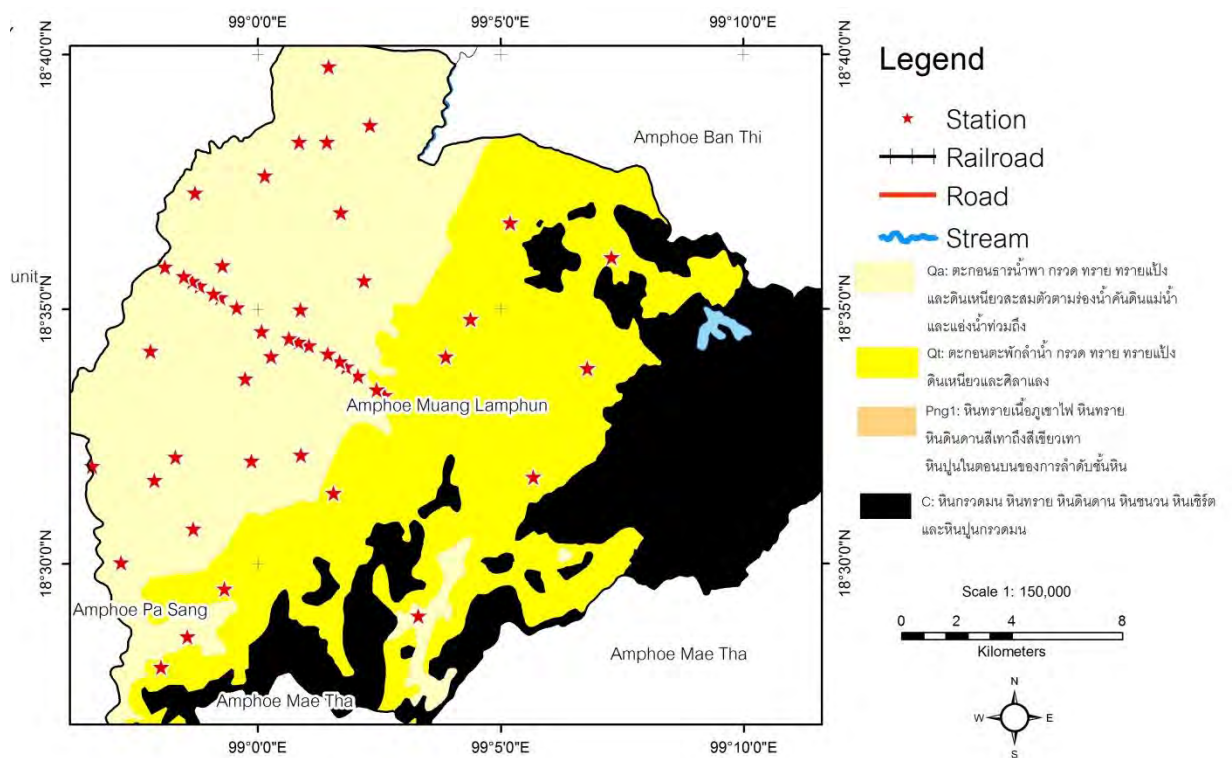 99°0'0"E 99°5'0"E 99°10'0"E
18°40'0"N 18°40'0"N
Legend
Station
Amphoe Ban Thi
Railroad
Road
Stream
unit
Qa: ตะกอนธารน้ำพา กรวด ทราย ทรายแป้ง
และดินเหนียวสะสมตัวตามร่องน้ำคันดินแม่น้ำ
และแอ่งน้ำท่วมถึง
18°35'0"N 18°35'0"N
Qt: ตะกอนตะพักลำน้ำ กรวด ทราย ทรายแป้ง
ดินเหนียวและศิลาแลง
Amphoe Muang Lamphun
Png1: หินทรายเนื้อภูเขาไฟ หินทราย
หินดินดานสีเทาถึงสีเขียวเทา
หินปูนในตอนบนของการลำดับชั้นหิน
C: หินกรวดมน หินทราย หินดินดาน หินชนวน หินเชิร์ต
และหินปูนกรวดมน
18°30'0"N 18°30'0"N
Scale 1: 150,000
Amphoe Pa Sang
0 2 4 8
Kilometers
Amphoe Mae Tha
Amphoe Mae Tha
N
W E
S
99°0'0"E 99°5'0"E 99°10'0"E